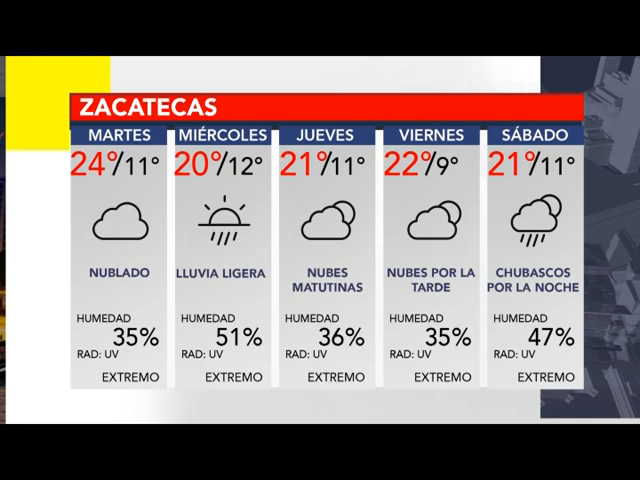 ZACATECAS
MARTES
24°/11°
NUBLADO
HUMEDAD
35%
RAD: UV
EXTREMO
MIÉRCOLES
20°/12°
LLUVIA LIGERA
HUMEDAD
51%
RAD: UV
EXTREMO
JUEVES
21°/11°
NUBES
MATUTINAS
HUMEDAD
36%
RAD: UV
EXTREMO
VIERNES
22°/9°
NUBES POR LA
TARDE
HUMEDAD
35%
RAD: UV
EXTREMO
SÁBADO
21°/11°
CHUBASCOS
POR LA NOCHE
HUMEDAD
47%
RAD: UV
EXTREMO